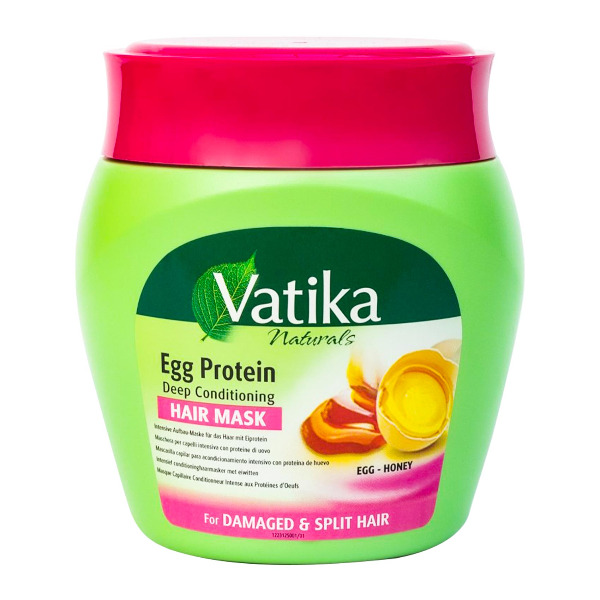 Vatika
Naturals
Egg Protein
Deep Conditioning
HAIR MASK
Intensive Aufbau-Maske für das Haar mit Eiprotein
Maschera per capelli intensiva con proteine di uovo
Mascarilla capilar para acondicionamiento intensivo con proteína de huevo
Intensief conditioninghaarmasker met eiwitten
Masque Capillaire Conditionneur Intense aux Protéines d'Oeufs
EGG - HONEY
For DAMAGED & SPLIT HAIR